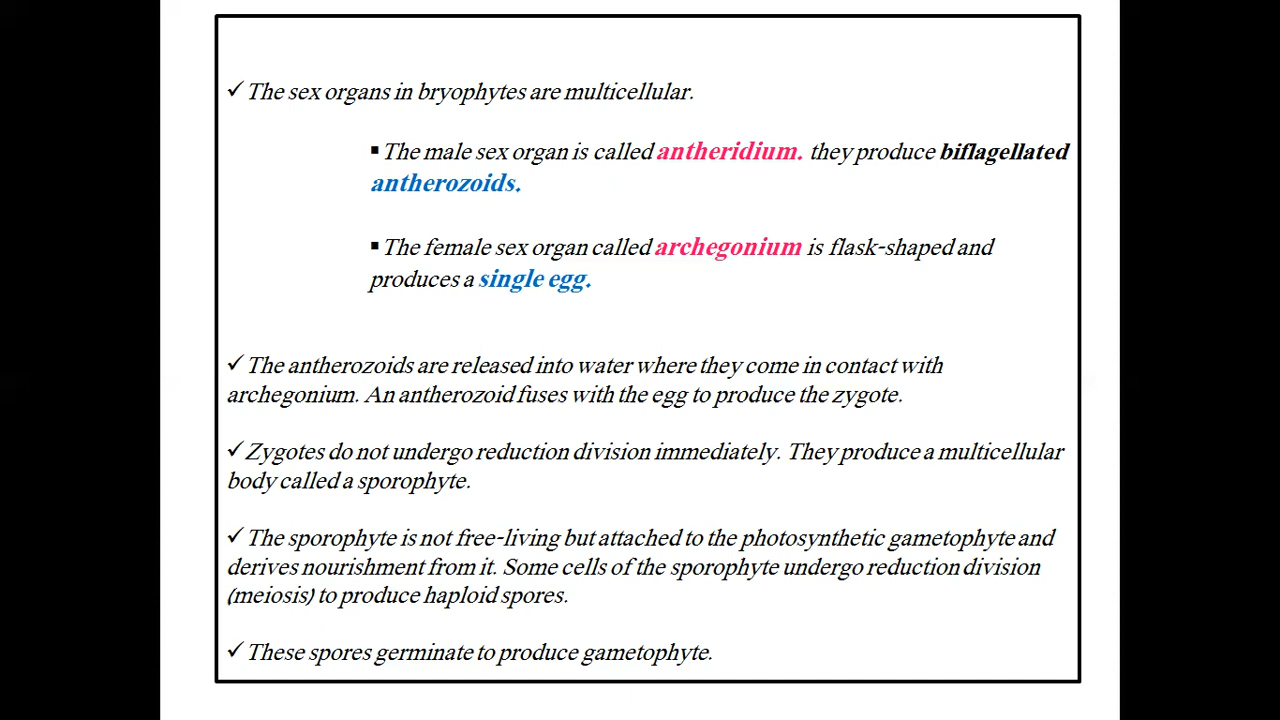 ✓ The sex organs in bryophytes are multicellular.
▪ The male sex organ is called antheridium. they produce biflagellated
antherozoids.
▪ The female sex organ called archegonium is flask-shaped and
produces a single egg.
✓ The antherozoids are released into water where they come in contact with
archegonium. An antherozoid fuses with the egg to produce the zygote.
✓ Zygotes do not undergo reduction division immediately. They produce a multicellular
body called a sporophyte.
✓ The sporophyte is not free-living but attached to the photosynthetic gametophyte and
derives nourishment from it. Some cells of the sporophyte undergo reduction division
(meiosis) to produce haploid spores.
✓ These spores germinate to produce gametophyte.